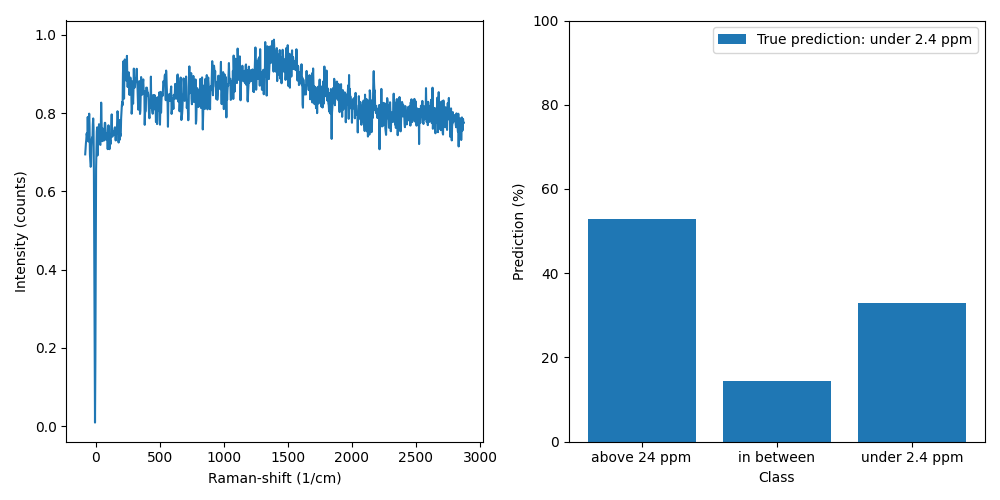 1.0
0.8
0.6
0.4
0.2
0.0
Intensity (counts)
0 500 1000 1500 2000 2500 3000
Raman-shift (1/cm)
100
80
60
40
20
0
Prediction (%)
True prediction: under 2.4 ppm
above 24 ppm in between under 2.4 ppm
Class